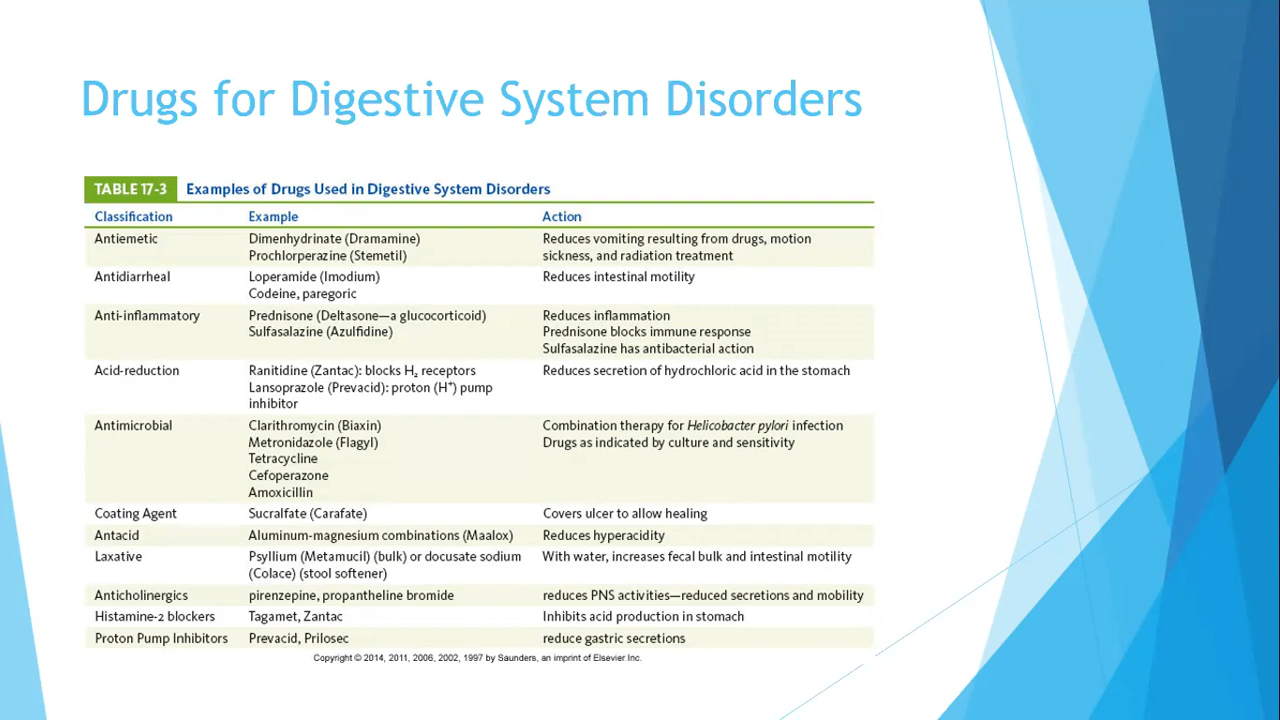 Drugs for Digestive System Disorders
TABLE 17-3 Examples of Drugs Used in Digestive System Disorders
Classification Example Action
Antiemetic Dimenhydrinate (Dramamine) Reduces vomiting resulting from drugs, motion
Prochlorperazine (Stemetil) sickness, and radiation treatment
Antidiarrheal Loperamide (Imodium) Reduces intestinal motility
Codeine, paregoric
Anti-inflammatory Prednisone (Deltasone—a glucocorticoid) Reduces inflammation
Sulfasalazine (Azulfidine) Prednisone blocks immune response
Sulfasalazine has antibacterial action
Acid-reduction Ranitidine (Zantac): blocks H₂ receptors Reduces secretion of hydrochloric acid in the stomach
Lansoprazole (Prevacid): proton (H⁺) pump
inhibitor
Antimicrobial Clarithromycin (Biaxin) Combination therapy for Helicobacter pylori infection
Metronidazole (Flagyl) Drugs as indicated by culture and sensitivity
Tetracycline
Cefoperazone
Amoxicillin
Coating Agent Sucralfate (Carafate) Covers ulcer to allow healing
Antacid Aluminum-magnesium combinations (Maalox) Reduces hyperacidity
Laxative Psyllium (Metamucil) (bulk) or docusate sodium With water, increases fecal bulk and intestinal motility
(Colace) (stool softener)
Anticholinergics pirenzepine, propantheline bromide reduces PNS activities—reduced secretions and mobility
Histamine-2 blockers Tagamet, Zantac Inhibits acid production in stomach
Proton Pump Inhibitors Prevacid, Prilosec reduce gastric secretions
Copyright © 2014, 2011, 2006, 2002, 1997 by Saunders, an imprint of Elsevier Inc.